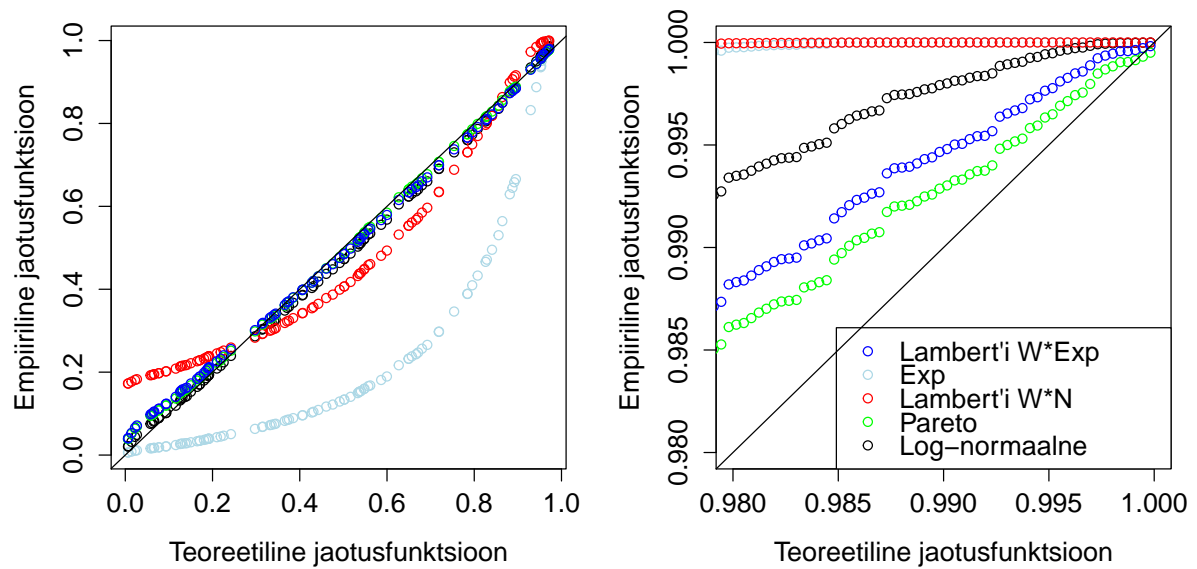 Empiiriline jaotusfunktsioon
1.0
0.8
0.6
0.4
0.2
0.0
0.0 0.2 0.4 0.6 0.8 1.0
Teoreetiline jaotusfunktsioon
Empiiriline jaotusfunktsioon
1.000
0.995
0.990
0.985
0.980
Lambert'i W*Exp
Exp
Lambert'i W*N
Pareto
Log−normaalne
0.980 0.985 0.990 0.995 1.000
Teoreetiline jaotusfunktsioon